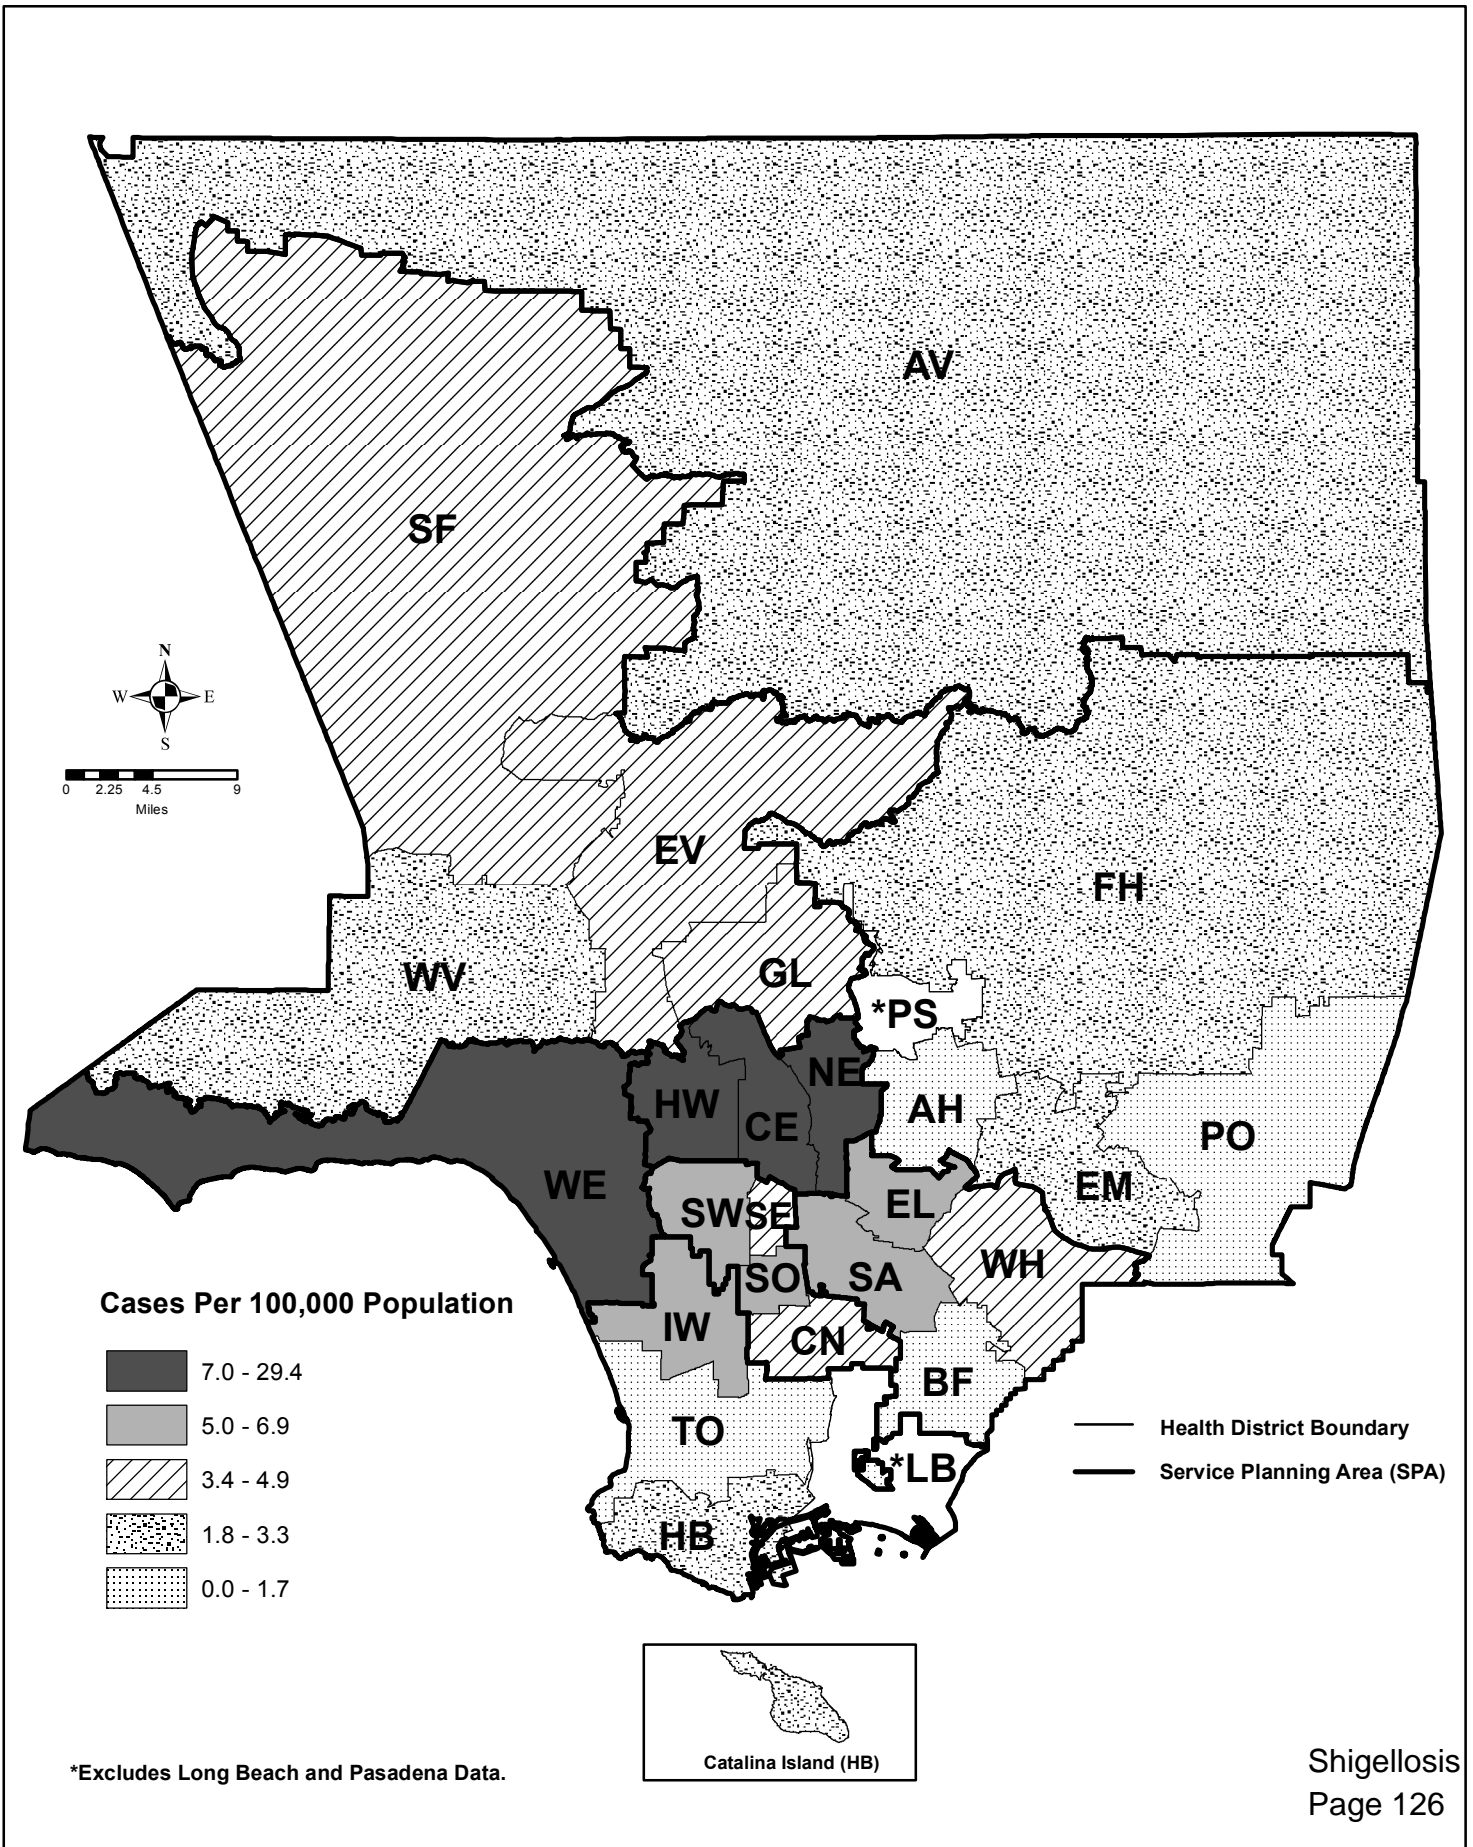 AV
SF
N
W E
S
0 2.25 4.5 9
Miles
EV
FH
WV
GL
*PS
NE
HW
AH
CE
PO
WE
EM
SW
SE
EL
WH
SO
SA
Cases Per 100,000 Population
IW
CN
7.0 - 29.4
BF
5.0 - 6.9
TO
Health District Boundary
*LB
Service Planning Area (SPA)
3.4 - 4.9
HB
1.8 - 3.3
0.0 - 1.7
Catalina Island (HB)
*Excludes Long Beach and Pasadena Data.
Shigellosis
Page 126